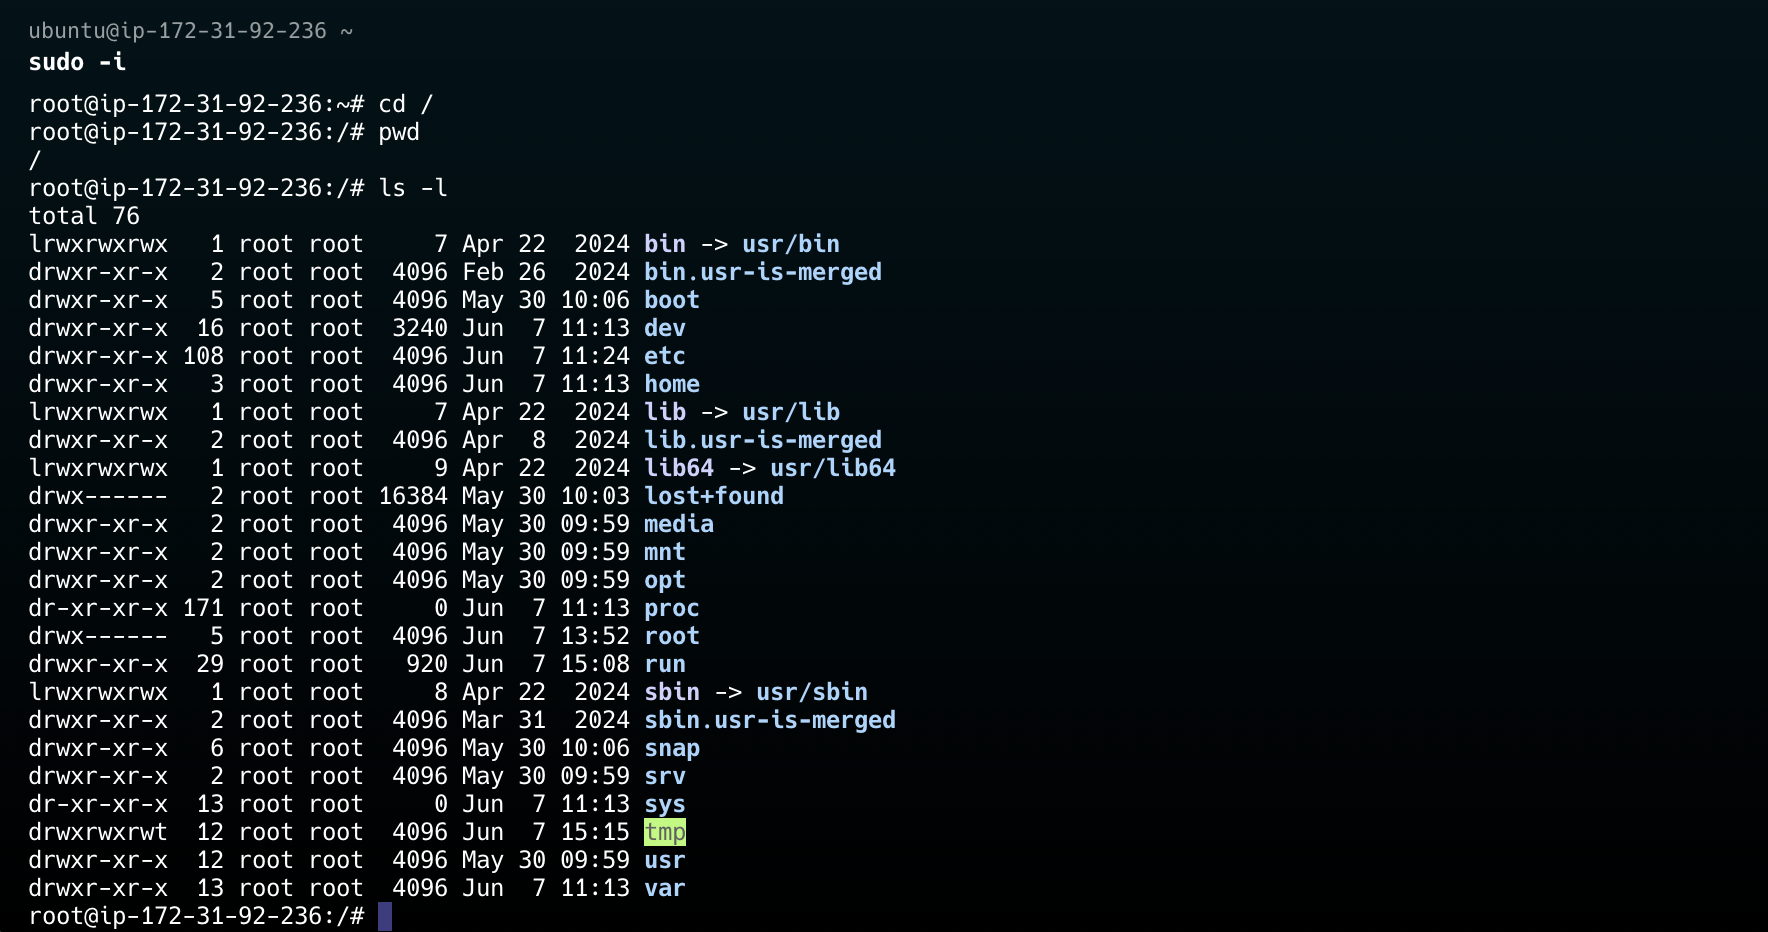 ubuntu@ip-172-31-92-236 ~
sudo -i
root@ip-172-31-92-236:~# cd /
root@ip-172-31-92-236:/# pwd
/
root@ip-172-31-92-236:/# ls -l
total 76
lrwxrwxrwx   1 root root     7 Apr 22  2024 bin -> usr/bin
drwxr-xr-x   2 root root  4096 Feb 26  2024 bin.usr-is-merged
drwxr-xr-x   5 root root  4096 May 30 10:06 boot
drwxr-xr-x  16 root root  3240 Jun  7 11:13 dev
drwxr-xr-x 108 root root  4096 Jun  7 11:24 etc
drwxr-xr-x   3 root root  4096 Jun  7 11:13 home
lrwxrwxrwx   1 root root     7 Apr 22  2024 lib -> usr/lib
drwxr-xr-x   2 root root  4096 Apr  8  2024 lib.usr-is-merged
lrwxrwxrwx   1 root root     9 Apr 22  2024 lib64 -> usr/lib64
drwx------   2 root root 16384 May 30 10:03 lost+found
drwxr-xr-x   2 root root  4096 May 30 09:59 media
drwxr-xr-x   2 root root  4096 May 30 09:59 mnt
drwxr-xr-x   2 root root  4096 May 30 09:59 opt
dr-xr-xr-x 171 root root     0 Jun  7 11:13 proc
drwx------   5 root root  4096 Jun  7 13:52 root
drwxr-xr-x  29 root root   920 Jun  7 15:08 run
lrwxrwxrwx   1 root root     8 Apr 22  2024 sbin -> usr/sbin
drwxr-xr-x   2 root root  4096 Mar 31  2024 sbin.usr-is-merged
drwxr-xr-x   6 root root  4096 May 30 10:06 snap
drwxr-xr-x   2 root root  4096 May 30 09:59 srv
dr-xr-xr-x  13 root root     0 Jun  7 11:13 sys
drwxrwxrwt  12 root root  4096 Jun  7 15:15 tmp
drwxr-xr-x  12 root root  4096 May 30 09:59 usr
drwxr-xr-x  13 root root  4096 Jun  7 11:13 var
root@ip-172-31-92-236:/#